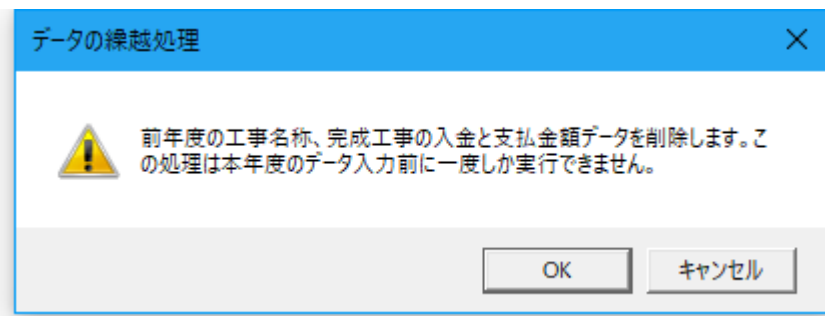 データの繰越処理
前年度の工事名称、完成工事の入金と支払金額データを削除します。こ
の処理は本年度のデータ入力前に一度しか実行できません。
OK
キャンセル